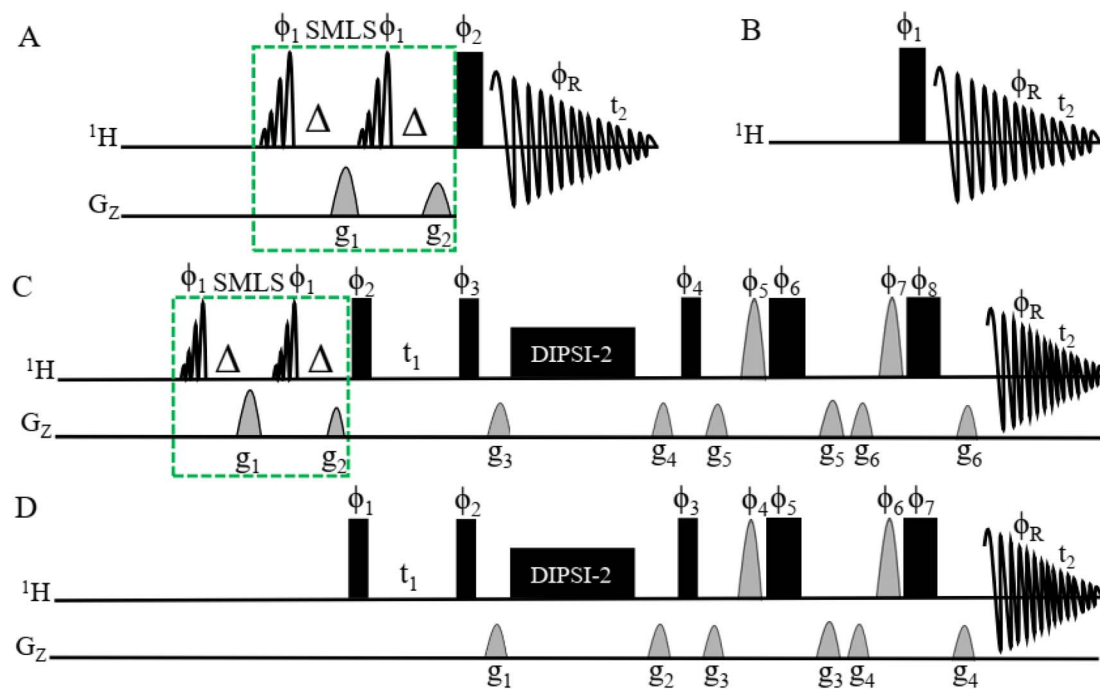 A ϕ₁ SMLS ϕ₁ ϕ₂
Δ Δ ϕR t₂
¹H
GZ
g₁ g₂
B ϕ₁
ϕR t₂
¹H
C ϕ₁ SMLS ϕ₁ ϕ₂ ϕ₃ ϕ₄ ϕ₅ ϕ₆ ϕ₇ ϕ₈
ϕR t₂
Δ Δ t₁ DIPSI-2
¹H
GZ
g₁ g₂ g₃ g₄ g₅ g₅ g₆ g₆
D ϕ₁ ϕ₂ ϕ₃ ϕ₄ ϕ₅ ϕ₆ ϕ₇
ϕR t₂
t₁ DIPSI-2
¹H
GZ
g₁ g₂ g₃ g₃ g₄ g₄